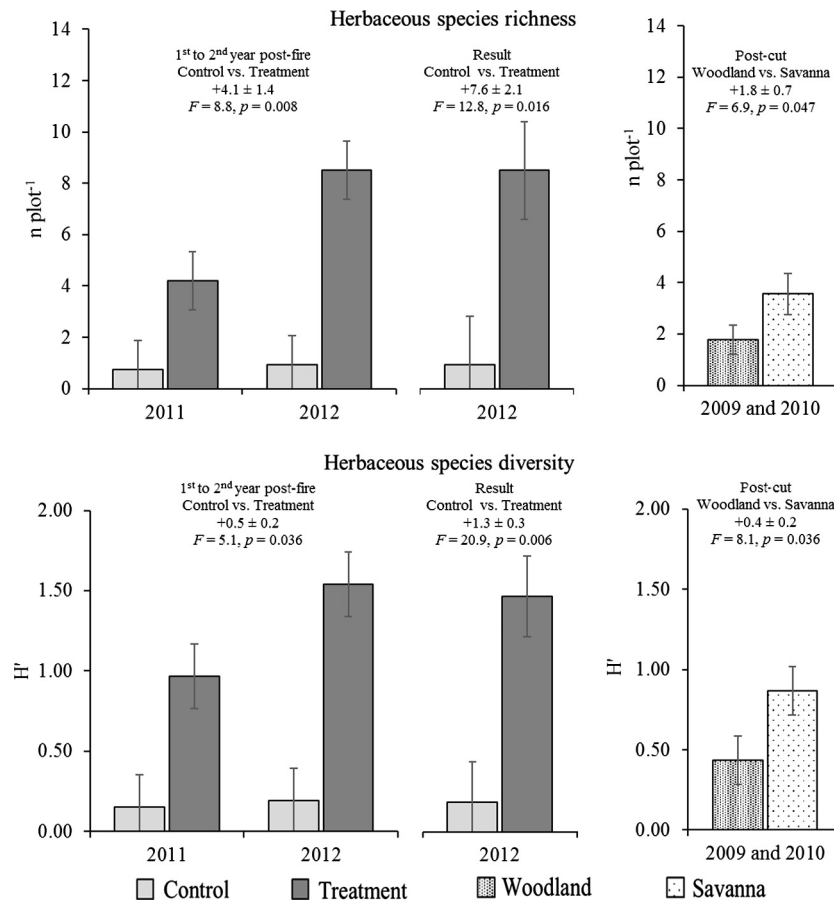 Herbaceous species richness
1st to 2nd year post-fire
Control vs. Treatment
+4.1 ± 1.4
F = 8.8, p = 0.008
Result
Control vs. Treatment
+7.6 ± 2.1
F = 12.8, p = 0.016
n plot-1
14
12
10
8
6
4
2
0
2011
2012
2012
Post-cut
Woodland vs. Savanna
+1.8 ± 0.7
F = 6.9, p = 0.047
n plot-1
14
12
10
8
6
4
2
0
2009 and 2010
Herbaceous species diversity
1st to 2nd year post-fire
Control vs. Treatment
+0.5 ± 0.2
F = 5.1, p = 0.036
Result
Control vs. Treatment
+1.3 ± 0.3
F = 20.9, p = 0.006
H'
2.00
1.50
1.00
0.50
0.00
2011
2012
2012
Post-cut
Woodland vs. Savanna
+0.4 ± 0.2
F = 8.1, p = 0.036
H'
2.00
1.50
1.00
0.50
0.00
2009 and 2010
Control
Treatment
Woodland
Savanna